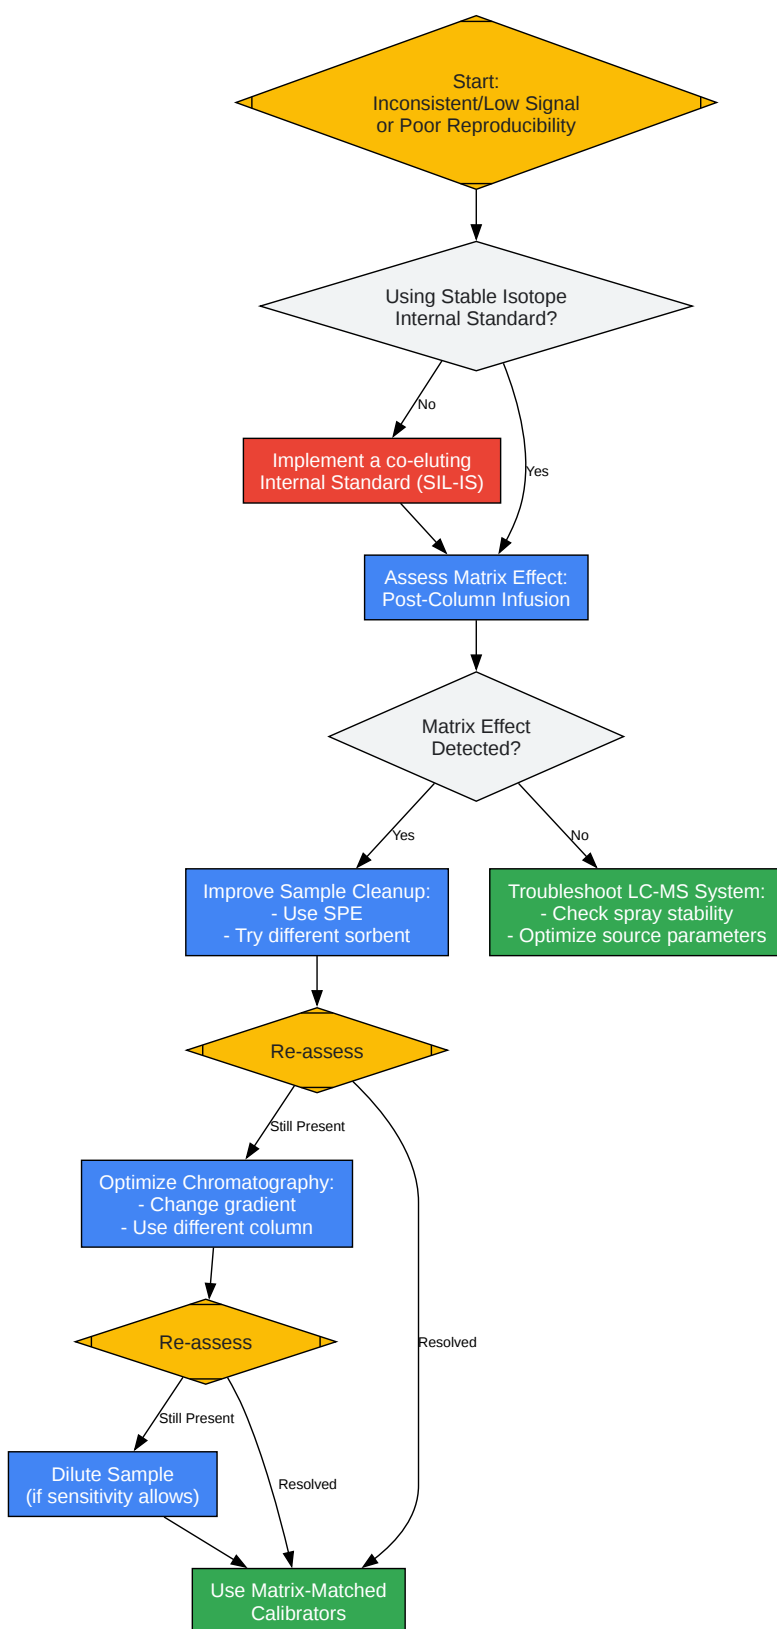 Start:
Inconsistent/Low Signal
or Poor Reproducibility
Using Stable Isotope
Internal Standard?
No
Implement a co-eluting
Internal Standard (SIL-IS)
Yes
Assess Matrix Effect:
Post-Column Infusion
Matrix Effect
Detected?
Yes
No
Improve Sample Cleanup:
- Use SPE
- Try different sorbent
Troubleshoot LC-MS System:
- Check spray stability
- Optimize source parameters
Re-assess
Still Present
Optimize Chromatography:
- Change gradient
- Use different column
Re-assess
Resolved
Still Present
Dilute Sample
(if sensitivity allows)
Resolved
Use Matrix-Matched
Calibrators